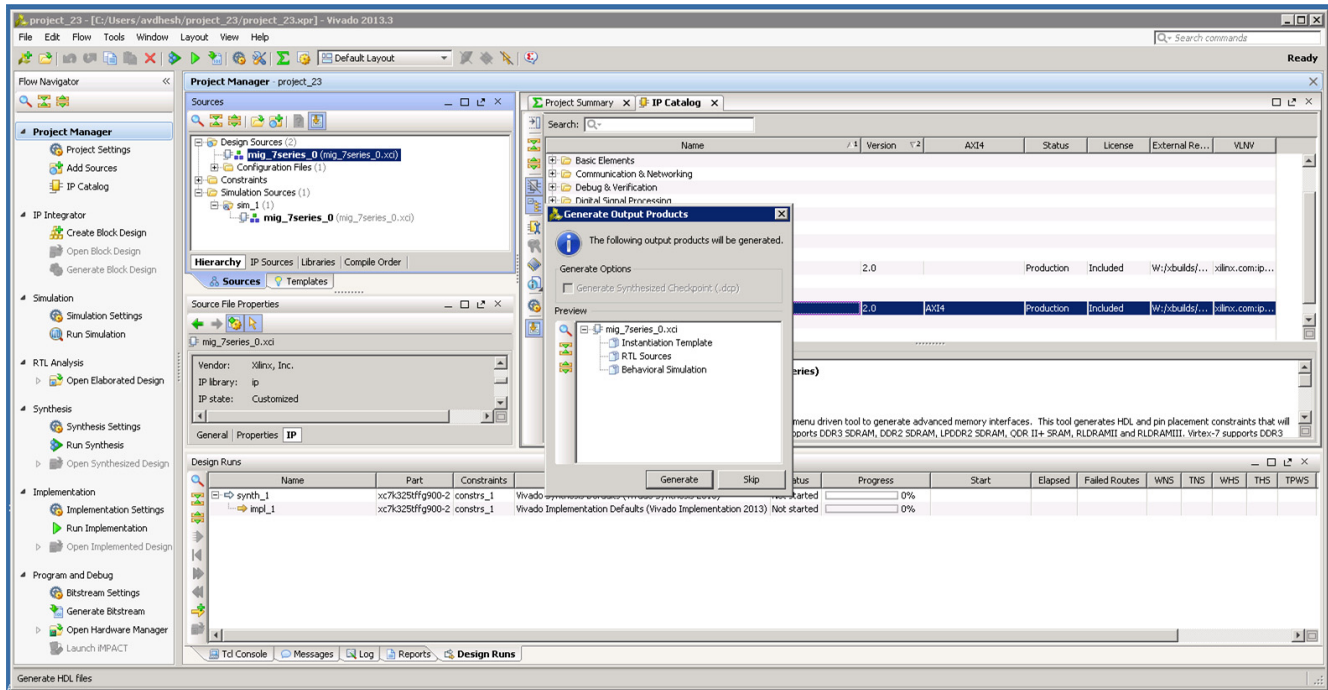 project_23 - [C:/Users/avdhesh/project_23/project_23.xpr] - Vivado 2013.3
File Edit Flow Tools Window Layout View Help
Search commands
Default Layout
Ready
Flow Navigator
Project Manager
Project Settings
Add Sources
IP Catalog
IP Integrator
Create Block Design
Open Block Design
Generate Block Design
Simulation
Simulation Settings
Run Simulation
RTL Analysis
Open Elaborated Design
Synthesis
Synthesis Settings
Run Synthesis
Open Synthesized Design
Implementation
Implementation Settings
Run Implementation
Open Implemented Design
Program and Debug
Bitstream Settings
Generate Bitstream
Open Hardware Manager
Launch iMPACT
Project Manager - project_23
Sources
Design Sources (2)
mig_7series_0 (mig_7series_0.xci)
Configuration Files (1)
Constraints
Simulation Sources (1)
sim_1 (1)
mig_7series_0 (mig_7series_0.xci)
Hierarchy IP Sources Libraries Compile Order
Sources Templates
Source File Properties
mig_7series_0.xci
Vendor: Xilinx, Inc.
IP library: ip
IP state: Customized
General Properties IP
Project Summary IP Catalog
Search:
Name 1 Version 2 AXI4 Status License External Re... VLNV
Basic Elements
Communication & Networking
Debug & Verification
Digital Signal Processing
2.0 Production Included W:/xbuilds/... xilinx.com:ip...
2.0 AXI4 Production Included W:/xbuilds/... xilinx.com:ip...
eries)
menu driven tool to generate advanced memory interfaces. This tool generates HDL and pin placement constraints that will
pports DDR3 SDRAM, DDR2 SDRAM, LPDDR2 SDRAM, QDR II+ SRAM, RLDRAMII and RLDRAMIII. Virtex-7 supports DDR3
Generate Output Products
The following output products will be generated.
Generate Options
Generate Synthesized Checkpoint (.dcp)
Preview
mig_7series_0.xci
Instantiation Template
RTL Sources
Behavioral Simulation
Generate Skip
Design Runs
Name Part Constraints atus Progress Start Elapsed Failed Routes WNS TNS WHS THS TPWS
synth_1 xc7k325tffg900-2 constrs_1 Vivado Synthesis Defaults (Vivado Synthesis 2013) Not started 0%
impl_1 xc7k325tffg900-2 constrs_1 Vivado Implementation Defaults (Vivado Implementation 2013) Not started 0%
Tcl Console Messages Log Reports Design Runs
Generate HDL files